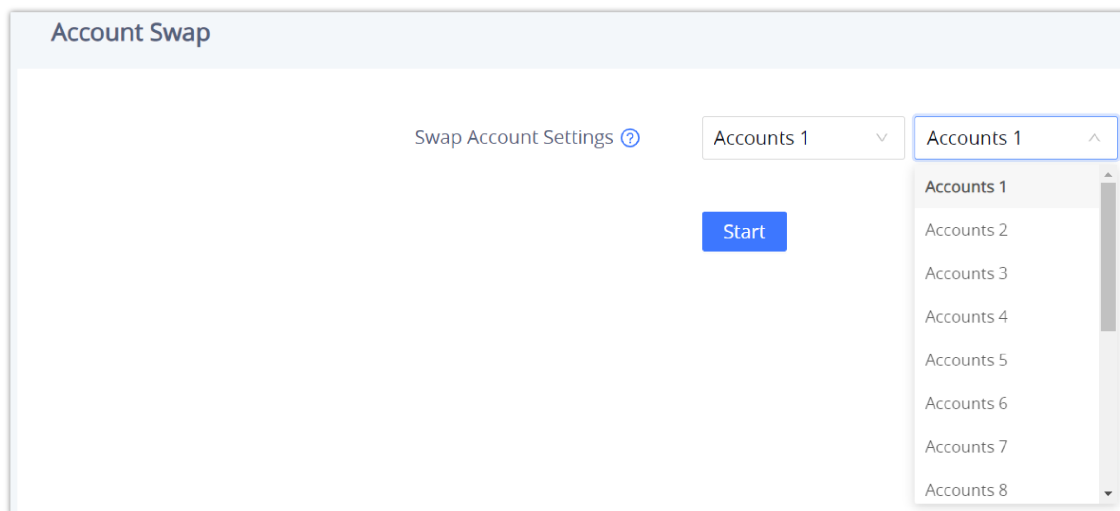 Account Swap
Swap Account Settings ? Accounts 1 Accounts 1
Accounts 1
Start
Accounts 2
Accounts 3
Accounts 4
Accounts 5
Accounts 6
Accounts 7
Accounts 8